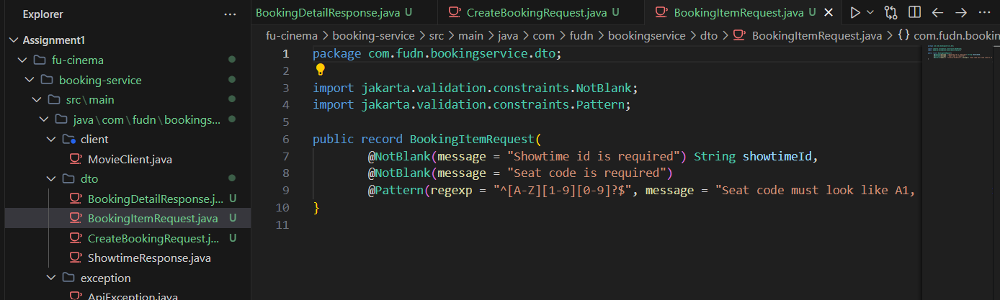 Explorer ...
Assignment1
fu-cinema
booking-service
src\main
java\com\fudn\bookings...
client
MovieClient.java
dto
BookingDetailResponse.j... U
BookingItemRequest.java U
CreateBookingRequest.j... U
ShowtimeResponse.java
exception
ApiException.java
BookingDetailResponse.java U
CreateBookingRequest.java U
BookingItemRequest.java U
fu-cinema > booking-service > src > main > java > com > fudn > bookingservice > dto > BookingItemRequest.java > {} com.fudn.bookin
1 package com.fudn.bookingservice.dto;
2
3 import jakarta.validation.constraints.NotBlank;
4 import jakarta.validation.constraints.Pattern;
5
6 public record BookingItemRequest(
7 @NotBlank(message = "Showtime id is required") String showtimeId,
8 @NotBlank(message = "Seat code is required")
9 @Pattern(regexp = "^[A-Z][1-9][0-9]?$", message = "Seat code must look like A1,
10 }
11